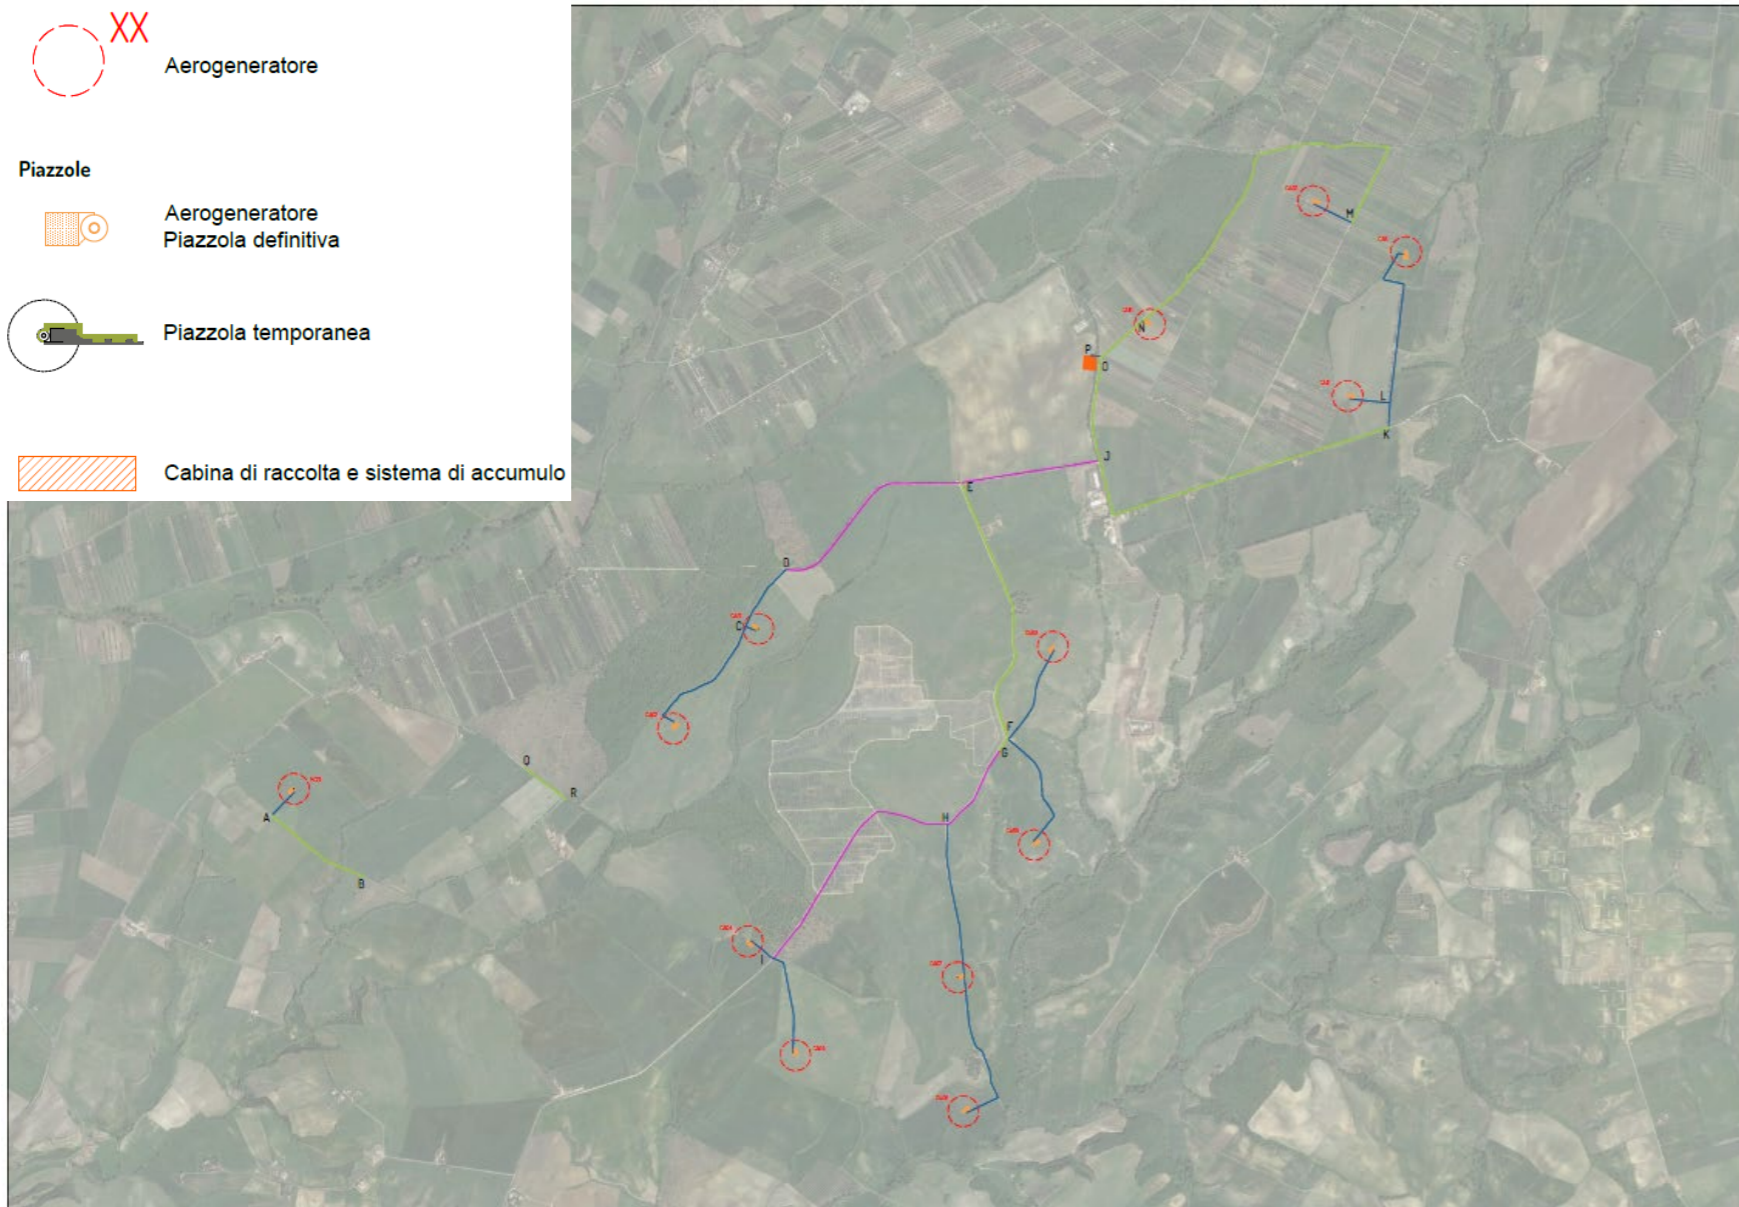 XX
Aerogeneratore
Piazzole
Aerogeneratore
Piazzola definitiva
Piazzola temporanea
Cabina di raccolta e sistema di accumulo
M
N
P
O
L
K
J
E
D
C
F
G
Q
R
A
H
B
I